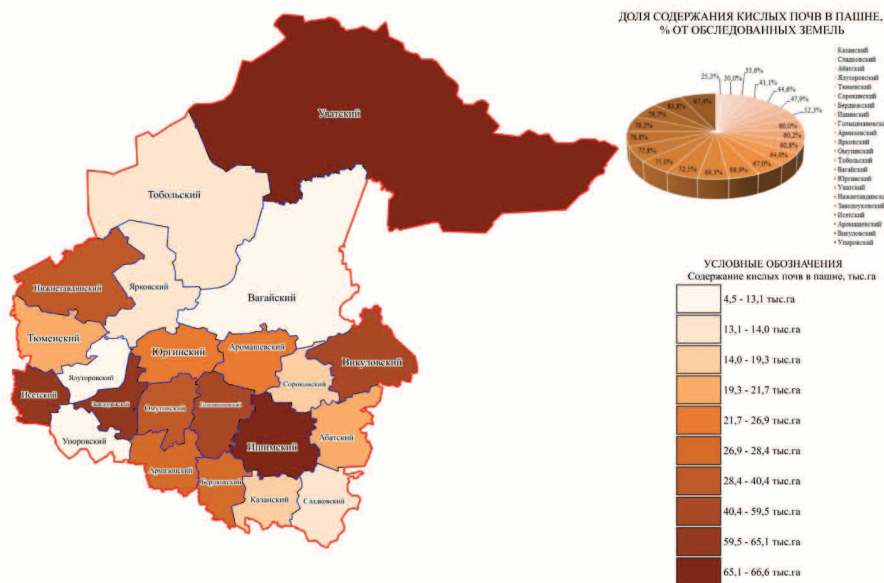 ДОЛЯ СОДЕРЖАНИЯ КИСЛЫХ ПОЧВ В ПАШНЕ,
% ОТ ОБСЛЕДОВАННЫХ ЗЕМЕЛЬ
25,3%
30,0%
33,6%
41,1%
44,6%
47,9%
52,3%
60,0%
60,2%
60,8%
64,0%
67,0%
68,9%
69,3%
72,5%
75,0%
77,8%
78,8%
79,2%
79,7%
83,8%
87,4%
Казанский
Сладковский
Абатский
Ялуторовский
Тюменский
Сорокинский
Бердюжский
Ишимский
Голышмановский
Армизонский
Ярковский
Омутинский
Тобольский
Вагайский
Юргинский
Уватский
Нижнетавдинский
Заводоуковский
Исетский
Аромашевский
Викуловский
Упоровский
Уватский
Тобольский
Вагайский
Нижнетавдинский
Ярковский
Тюменский
Юргинский
Аромашевский
Викуловский
Ялуторовский
Сорокинский
Исетский
Заводоуковский
Омутинский
Голышмановский
Упоровский
Ишимский
Абатский
Армизонский
Бердюжский
Казанский
Сладковский
УСЛОВНЫЕ ОБОЗНАЧЕНИЯ
Содержание кислых почв в пашне, тыс.га
4,5 - 13,1 тыс.га
13,1 - 14,0 тыс.га
14,0 - 19,3 тыс.га
19,3 - 21,7 тыс.га
21,7 - 26,9 тыс.га
26,9 - 28,4 тыс.га
28,4 - 40,4 тыс.га
40,4 - 59,5 тыс.га
59,5 - 65,1 тыс.га
65,1 - 66,6 тыс.га